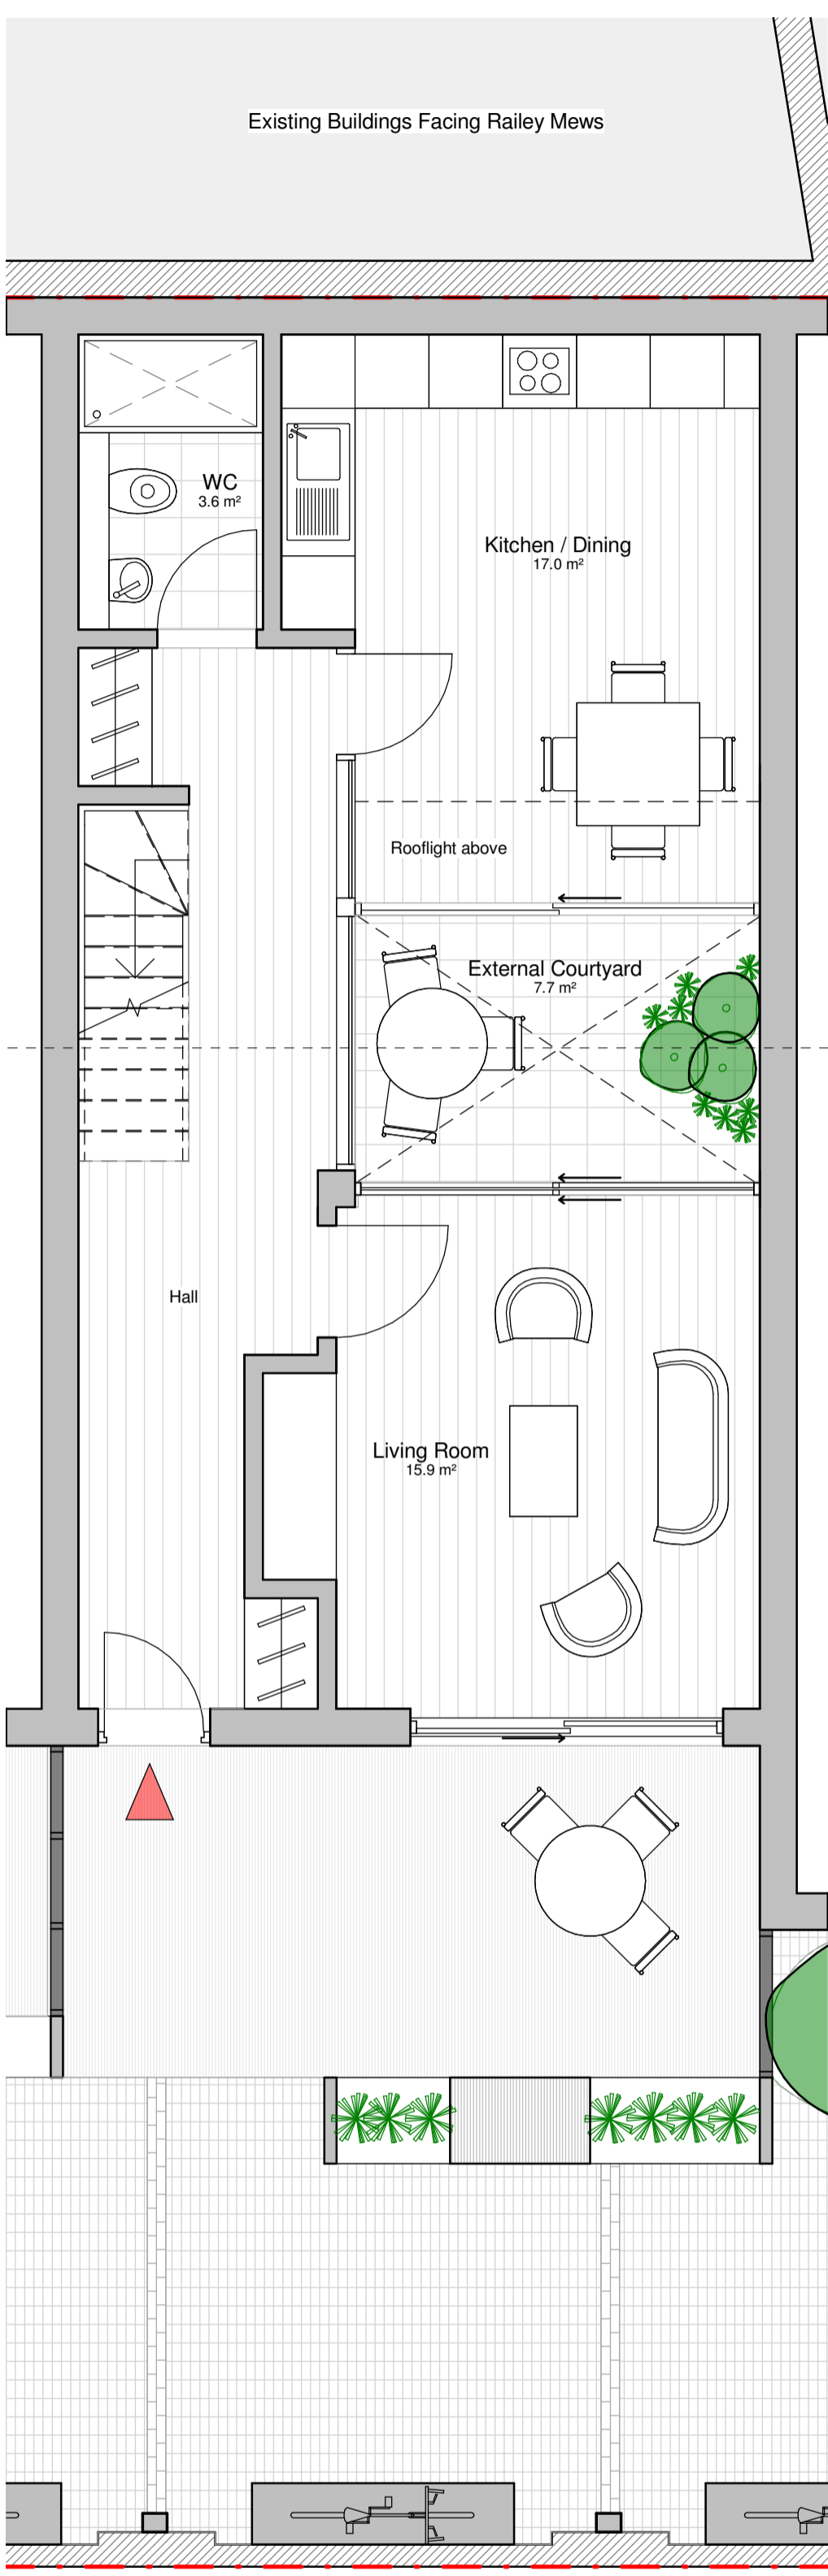 Existing Buildings Facing Railey Mews
WC
3.6 m²
Kitchen / Dining
17.0 m²
Rooflight above
External Courtyard
7.7 m²
Hall
Living Room
15.9 m²